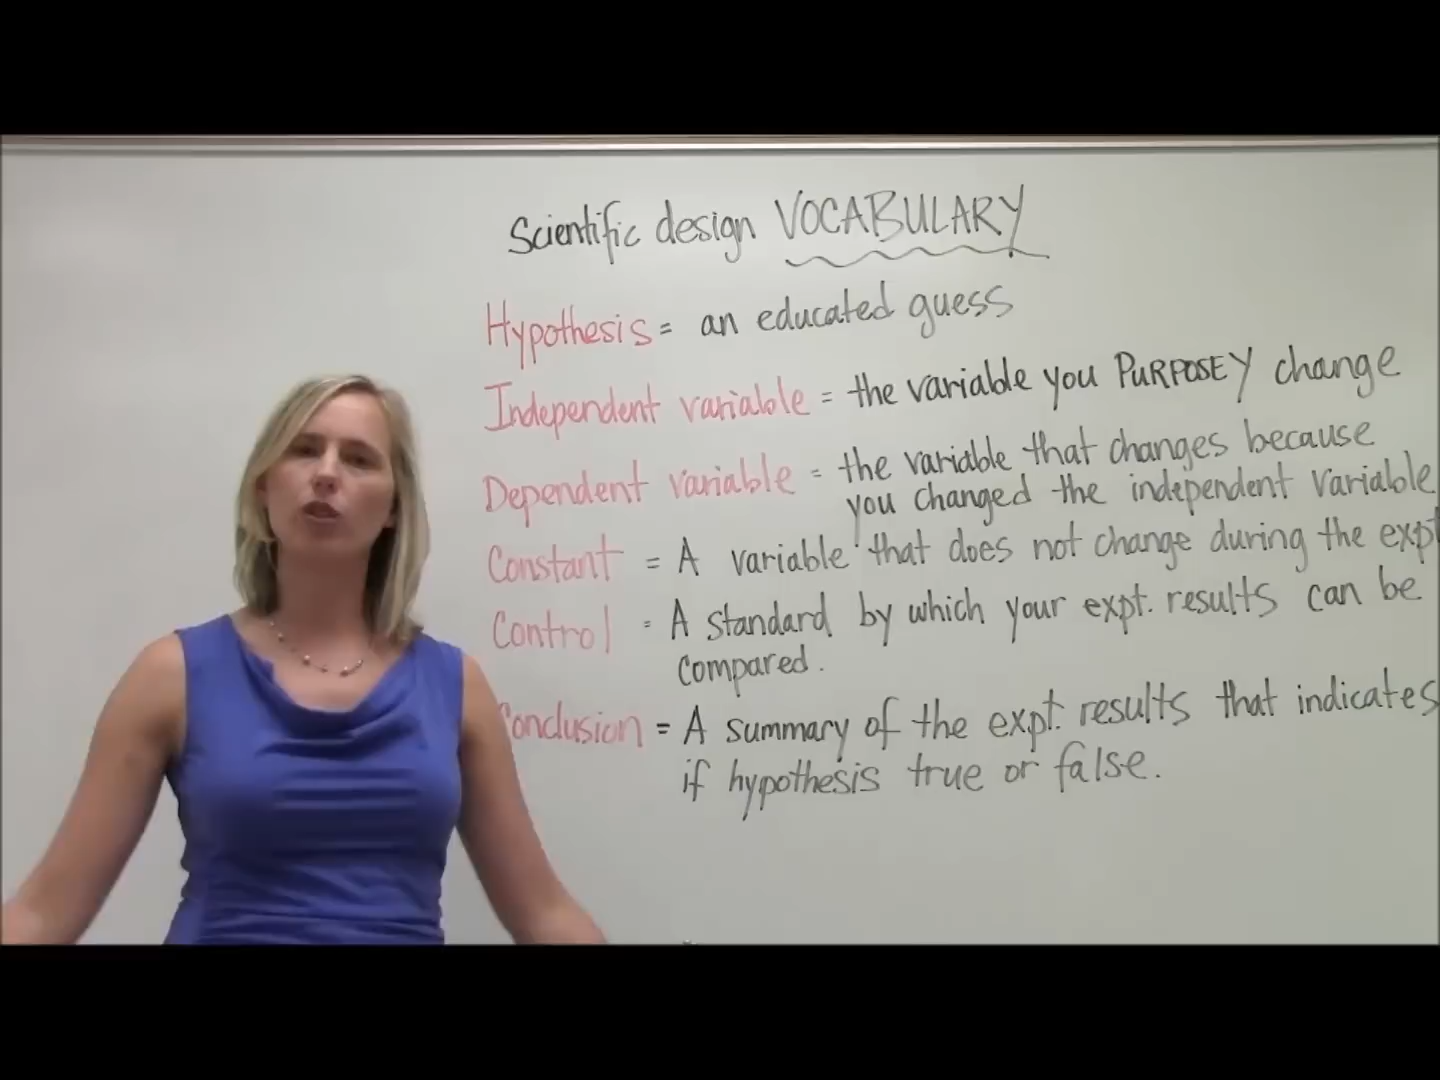 Scientific design VOCABULARY
Hypothesis = an educated guess
Independent variable = the variable you PURPOSEY change
Dependent variable = the variable that changes because
you changed the independent variable
Constant = A variable that does not change during the expt
Control = A standard by which your expt. results can be
compared.
Conclusion = A summary of the expt. results that indicates
if hypothesis true or false.